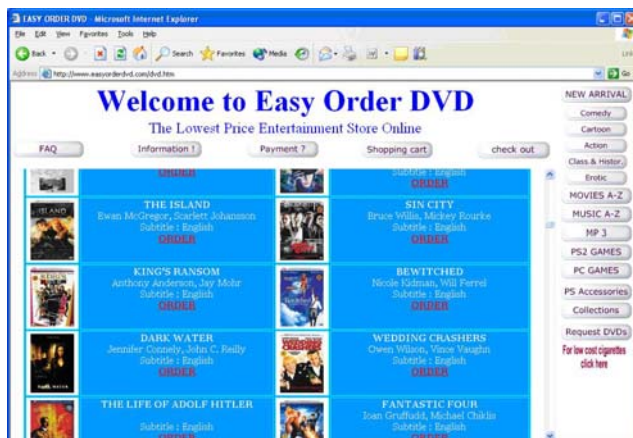 EASY ORDER DVD - Microsoft Internet Explorer
File Edit View Favorites Tools Help
Back Search Favorites Media
Address http://www.easyorderdvd.com/dvd.htm Go
Welcome to Easy Order DVD
The Lowest Price Entertainment Store Online
FAQ Information ! Payment ? Shopping cart check out
NEW ARRIVAL
Comedy
Cartoon
Action
Class & Histor.
Erotic
MOVIES A-Z
MUSIC A-Z
MP 3
PS2 GAMES
PC GAMES
PS Accessories
Collections
Request DVDs
For low cost cigarettes
click here
ORDER
Subtitle : English
ORDER
THE ISLAND
Ewan McGregor, Scarlett Johansson
Subtitle : English
ORDER
SIN CITY
Bruce Willis, Mickey Rourke
Subtitle : English
ORDER
KING'S RANSOM
Anthony Anderson, Jay Mohr
Subtitle : English
ORDER
BEWITCHED
Nicole Kidman, Will Ferrel
Subtitle : English
ORDER
DARK WATER
Jennifer Connely, John C. Reilly
Subtitle : English
ORDER
WEDDING CRASHERS
Owen Wilson, Vince Vaughn
Subtitle : English
ORDER
THE LIFE OF ADOLF HITLER
Subtitle : English
FANTASTIC FOUR
Ioan Gruffudd, Michael Chiklis
Subtitle : English